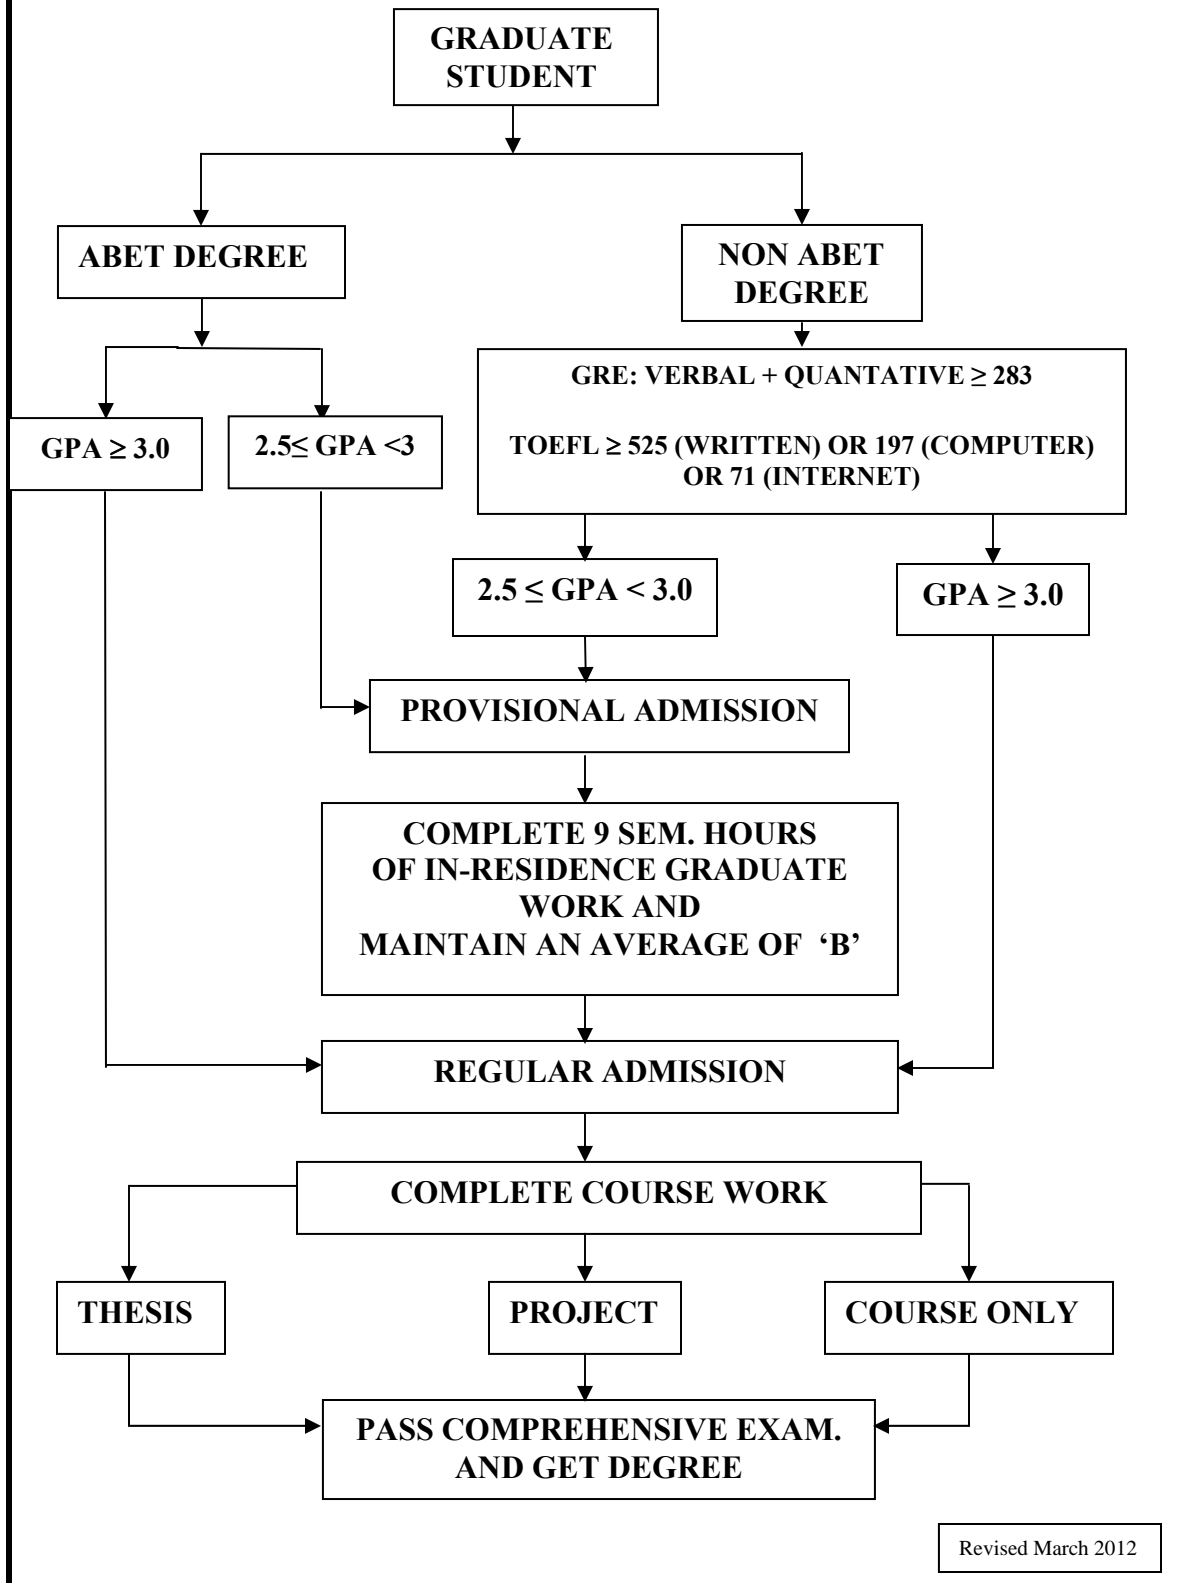 GRADUATE
STUDENT
ABET DEGREE
NON ABET
DEGREE
GRE: VERBAL + QUANTATIVE ≥ 283
TOEFL ≥ 525 (WRITTEN) OR 197 (COMPUTER)
OR 71 (INTERNET)
GPA ≥ 3.0
2.5≤ GPA <3
2.5 ≤ GPA < 3.0
GPA ≥ 3.0
PROVISIONAL ADMISSION
COMPLETE 9 SEM. HOURS
OF IN-RESIDENCE GRADUATE
WORK AND
MAINTAIN AN AVERAGE OF ‘B’
REGULAR ADMISSION
COMPLETE COURSE WORK
THESIS
PROJECT
COURSE ONLY
PASS COMPREHENSIVE EXAM.
AND GET DEGREE
Revised March 2012